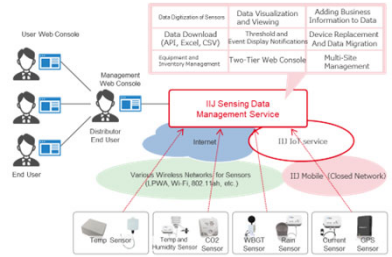 Data Digitization of Sensors
Data Visualization
and Viewing
Adding Business
Information to Data
Data Download
(API, Excel, CSV)
Threshold and
Event Display Notifications
Device Replacement
And Data Migration
Equipment and
Inventory Management
Two-Tier Web Console
Multi-Site
Management
User Web Console
Management
Web Console
Distributor
End User
End User
IIJ Sensing Data
Management Service
Internet
IIJ IoT service
Various Wireless Networks for Sensors
(LPWA, Wi-Fi, 802.11ah, etc.)
IIJ Mobile (Closed Network)
Temp Sensor
Temp and
Humidity Sensor
CO2
Sensor
WBGT
Sensor
Rain
Sensor
Current
Sensor
GPS
Sensor